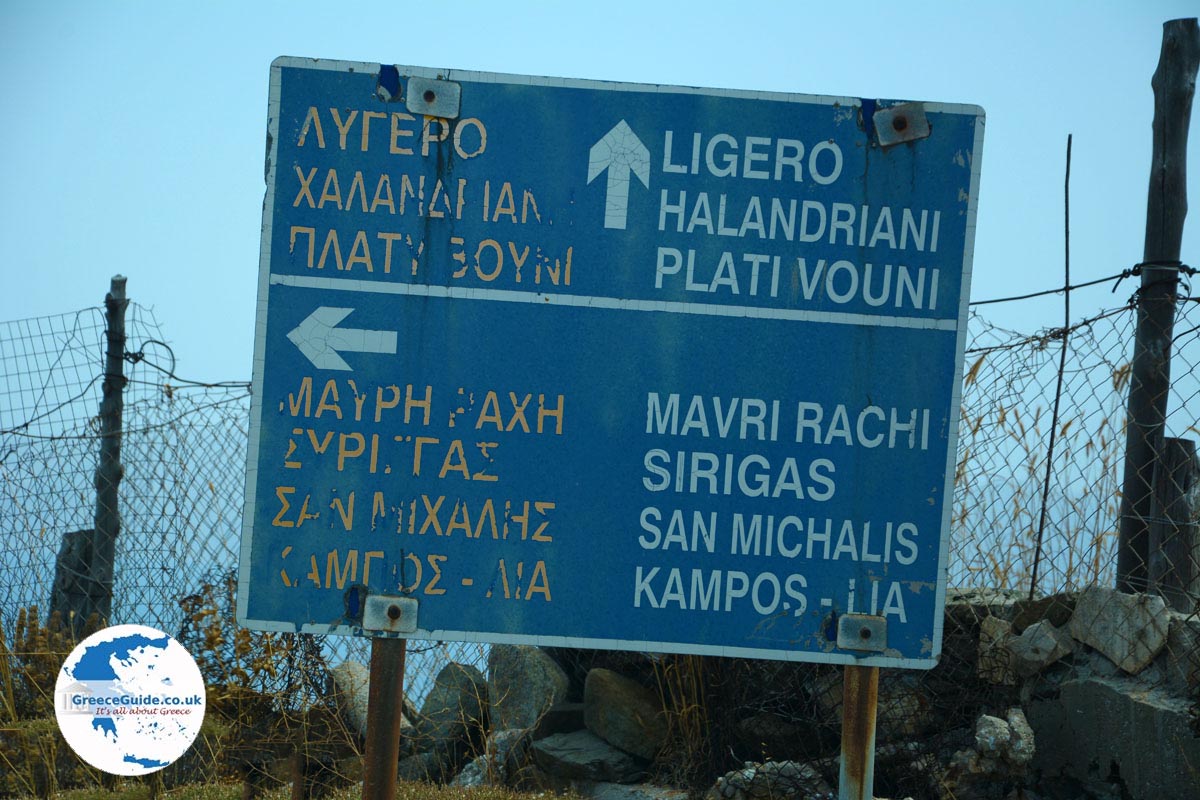 ΛΥΓΕΡΟ
ΧΑΛΑΝΔΡΙΑΝΗ
ΠΛΑΤΥ ΒΟΥΝΙ
LIGERO
HALANDRIANI
PLATI VOUNI
ΜΑΥΡΗ ΡΑΧΗ
ΣΥΡΙΓΓΑΣ
ΣΑΝ ΜΙΧΑΛΗΣ
ΚΑΜΠΟΣ - ΛΙΑ
MAVRI RACHI
SIRIGAS
SAN MICHALIS
KAMPOS - LIA
GreeceGuide.co.uk
It's all about Greece